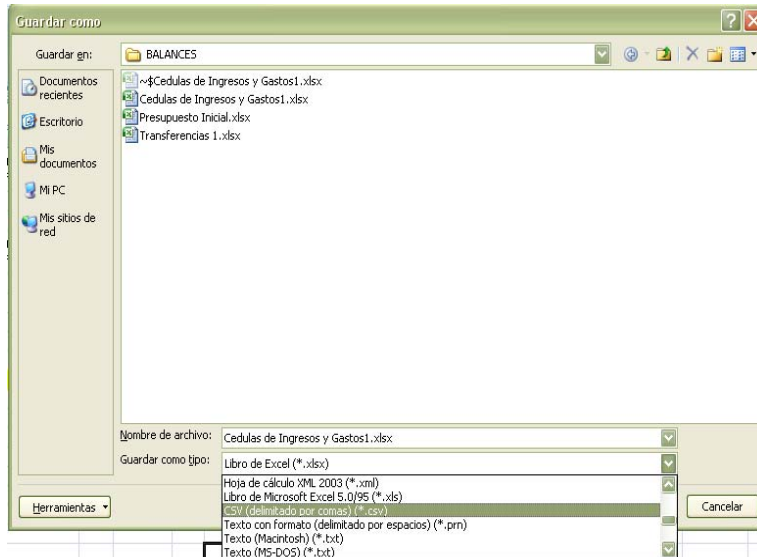 Guardar como
Guardar en:
BALANCES
Documentos
recientes
Escritorio
Mis
documentos
Mi PC
Mis sitios de
red
~$Cedulas de Ingresos y Gastos1.xlsx
Cedulas de Ingresos y Gastos1.xlsx
Presupuesto Inicial.xlsx
Transferencias 1.xlsx
Nombre de archivo:
Cedulas de Ingresos y Gastos1.xlsx
Guardar como tipo:
Libro de Excel (*.xlsx)
Hoja de cálculo XML 2003 (*.xml)
Libro de Microsoft Excel 5.0/95 (*.xls)
CSV (delimitado por comas) (*.csv)
Texto con formato (delimitado por espacios) (*.prn)
Texto (Macintosh) (*.txt)
Texto (MS-DOS) (*.txt)
Herramientas
Cancelar